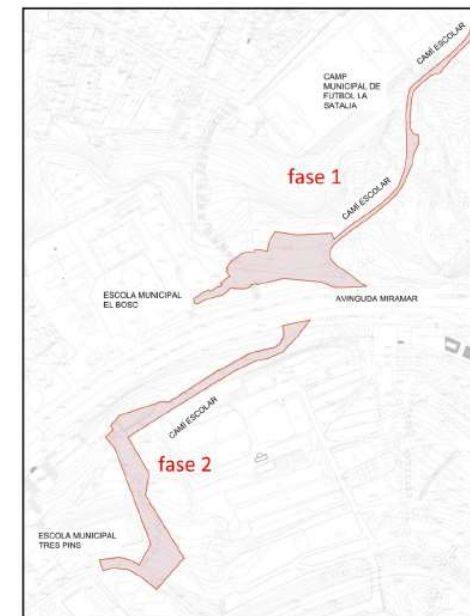 CAMÍ ESCOLAR
CAMP
MUNICIPAL DE
FUTBOL LA
SATALIA
fase 1
CAMÍ ESCOLAR
ESCOLA MUNICIPAL
EL BOSC
AVINGUDA MIRAMAR
CAMÍ ESCOLAR
fase 2
ESCOLA MUNICIPAL
TRES PINS